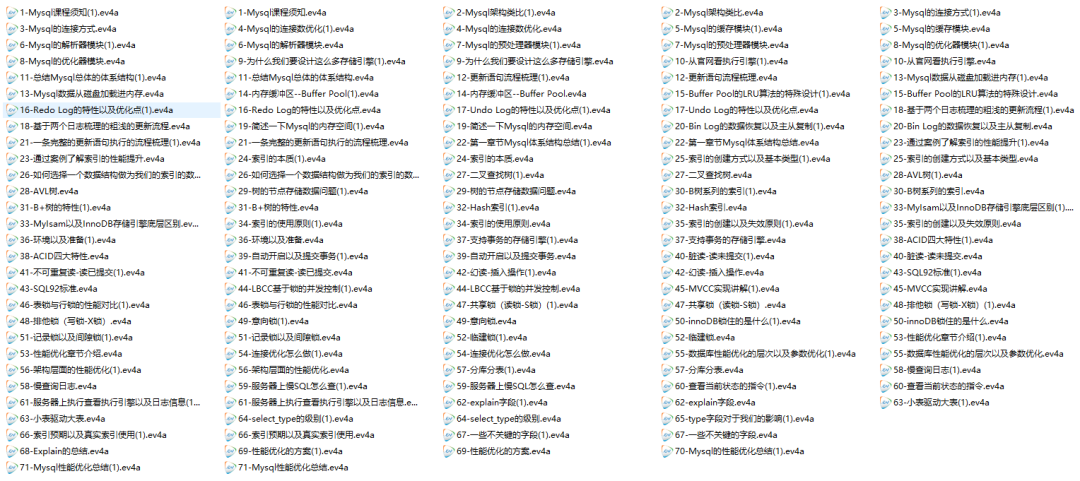 1-Mysql课程须知(1).ev4a
1-Mysql课程须知.ev4a
2-Mysql架构类比(1).ev4a
2-Mysql架构类比.ev4a
3-Mysql的连接方式(1).ev4a
3-Mysql的连接方式.ev4a
4-Mysql的连接数优化(1).ev4a
4-Mysql的连接数优化.ev4a
5-Mysql的缓存模块(1).ev4a
5-Mysql的缓存模块.ev4a
6-Mysql的解析器模块(1).ev4a
6-Mysql的解析器模块.ev4a
7-Mysql的预处理器模块(1).ev4a
7-Mysql的预处理器模块.ev4a
8-Mysql的优化器模块(1).ev4a
8-Mysql的优化器模块.ev4a
9-为什么我们要设计这么多存储引擎(1).ev4a
9-为什么我们要设计这么多存储引擎.ev4a
10-从官网看执行引擎(1).ev4a
10-从官网看执行引擎.ev4a
11-总结Mysql总体的体系结构(1).ev4a
11-总结Mysql总体的体系结构.ev4a
12-更新语句流程梳理(1).ev4a
12-更新语句流程梳理.ev4a
13-Mysql数据从磁盘加载进内存(1).ev4a
13-Mysql数据从磁盘加载进内存.ev4a
14-内存缓冲区--Buffer Pool(1).ev4a
14-内存缓冲区--Buffer Pool.ev4a
15-Buffer Pool的LRU算法的特殊设计(1).ev4a
15-Buffer Pool的LRU算法的特殊设计.ev4a
16-Redo Log的特性以及优化点(1).ev4a
16-Redo Log的特性以及优化点.ev4a
17-Undo Log的特性以及优化点(1).ev4a
17-Undo Log的特性以及优化点.ev4a
18-基于两个日志梳理的粗浅的更新流程(1).ev4a
18-基于两个日志梳理的粗浅的更新流程.ev4a
19-简述一下Mysql的内存空间(1).ev4a
19-简述一下Mysql的内存空间.ev4a
20-Bin Log的数据恢复以及主从复制(1).ev4a
20-Bin Log的数据恢复以及主从复制.ev4a
21-一条完整的更新语句执行的流程梳理(1).ev4a
21-一条完整的更新语句执行的流程梳理.ev4a
22-第一章节Mysql体系结构总结(1).ev4a
22-第一章节Mysql体系结构总结.ev4a
23-通过案例了解索引的性能提升(1).ev4a
23-通过案例了解索引的性能提升.ev4a
24-索引的本质(1).ev4a
24-索引的本质.ev4a
25-索引的创建方式以及基本类型(1).ev4a
25-索引的创建方式以及基本类型.ev4a
26-如何选择一个数据结构做为我们的索引的数...
26-如何选择一个数据结构做为我们的索引的数...
27-二叉查找树(1).ev4a
27-二叉查找树.ev4a
28-AVL树(1).ev4a
28-AVL树.ev4a
29-树的节点存储数据问题(1).ev4a
29-树的节点存储数据问题.ev4a
30-B树系列的索引(1).ev4a
30-B树系列的索引.ev4a
31-B+树的特性(1).ev4a
31-B+树的特性.ev4a
32-Hash索引(1).ev4a
32-Hash索引.ev4a
33-MyIsam以及InnoDB存储引擎底层区别(1)....
33-MyIsam以及InnoDB存储引擎底层区别.ev...
34-索引的使用原则(1).ev4a
34-索引的使用原则.ev4a
35-索引的创建以及失效原则(1).ev4a
35-索引的创建以及失效原则.ev4a
36-环境以及准备(1).ev4a
36-环境以及准备.ev4a
37-支持事务的存储引擎(1).ev4a
37-支持事务的存储引擎.ev4a
38-ACID四大特性(1).ev4a
38-ACID四大特性.ev4a
39-自动开启以及提交事务(1).ev4a
39-自动开启以及提交事务.ev4a
40-脏读-读未提交(1).ev4a
40-脏读-读未提交.ev4a
41-不可重复读-读已提交(1).ev4a
41-不可重复读-读已提交.ev4a
42-幻读-插入操作(1).ev4a
42-幻读-插入操作.ev4a
43-SQL92标准(1).ev4a
43-SQL92标准.ev4a
44-LBCC基于锁的并发控制(1).ev4a
44-LBCC基于锁的并发控制.ev4a
45-MVCC实现讲解(1).ev4a
45-MVCC实现讲解.ev4a
46-表锁与行锁的性能对比(1).ev4a
46-表锁与行锁的性能对比.ev4a
47-共享锁（读锁-S锁）(1).ev4a
47-共享锁（读锁-S锁）.ev4a
48-排他锁（写锁-X锁）(1).ev4a
48-排他锁（写锁-X锁）.ev4a
49-意向锁(1).ev4a
49-意向锁.ev4a
50-innoDB锁住的是什么(1).ev4a
50-innoDB锁住的是什么.ev4a
51-记录锁以及间隙锁(1).ev4a
51-记录锁以及间隙锁.ev4a
52-临建锁(1).ev4a
52-临建锁.ev4a
53-性能优化章节介绍(1).ev4a
53-性能优化章节介绍.ev4a
54-连接优化怎么做(1).ev4a
54-连接优化怎么做.ev4a
55-数据库性能优化的层次以及参数优化(1).ev4a
55-数据库性能优化的层次以及参数优化.ev4a
56-架构层面的性能优化(1).ev4a
56-架构层面的性能优化.ev4a
57-分库分表(1).ev4a
57-分库分表.ev4a
58-慢查询日志(1).ev4a
58-慢查询日志.ev4a
59-服务器上慢SQL怎么查(1).ev4a
59-服务器上慢SQL怎么查.ev4a
60-查看当前状态的指令(1).ev4a
60-查看当前状态的指令.ev4a
61-服务器上执行查看执行引擎以及日志信息(1...
61-服务器上执行查看执行引擎以及日志信息.e...
62-explain字段(1).ev4a
62-explain字段.ev4a
63-小表驱动大表(1).ev4a
63-小表驱动大表.ev4a
64-select_type的级别(1).ev4a
64-select_type的级别.ev4a
65-type字段对于我们的影响(1).ev4a
66-索引预期以及真实索引使用(1).ev4a
66-索引预期以及真实索引使用.ev4a
67-一些不关键的字段(1).ev4a
67-一些不关键的字段.ev4a
68-Explain的总结.ev4a
69-性能优化的方案(1).ev4a
69-性能优化的方案.ev4a
70-Mysql的性能优化总结(1).ev4a
71-Mysql性能优化总结(1).ev4a
71-Mysql性能优化总结.ev4a